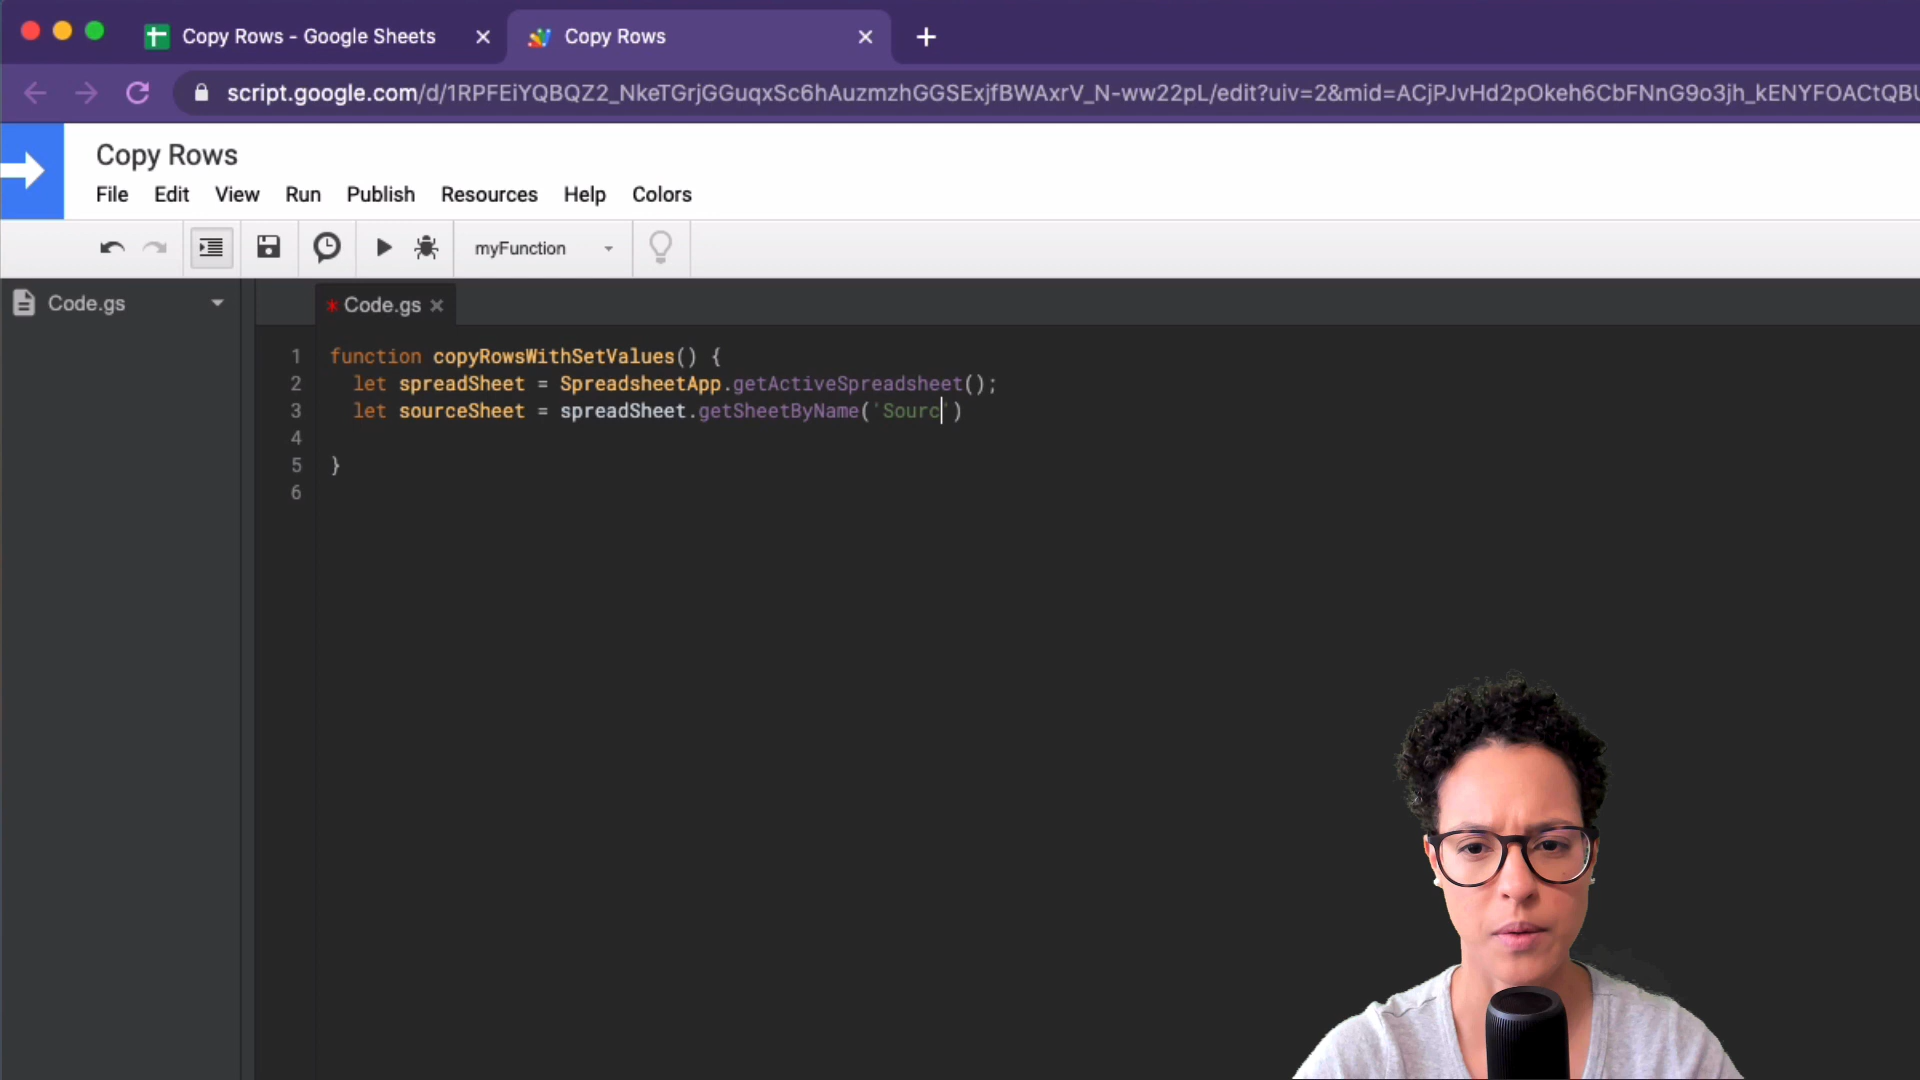 Copy Rows - Google Sheets
Copy Rows
script.google.com/d/1RPFEiYQBQZ2_NkeTGrjGGuqxSc6hAuzmzhGGSExjfBWAxrV_N-ww22pL/edit?uiv=2&mid=ACjPJvHd2pOkeh6CbFNnG9o3jh_kENYFOACtQBU
Copy Rows
File Edit View Run Publish Resources Help Colors
myFunction
Code.gs
* Code.gs
1 function copyRowsWithSetValues() {
2 let spreadSheet = SpreadsheetApp.getActiveSpreadsheet();
3 let sourceSheet = spreadSheet.getSheetByName('Sourc')
4
5 }
6